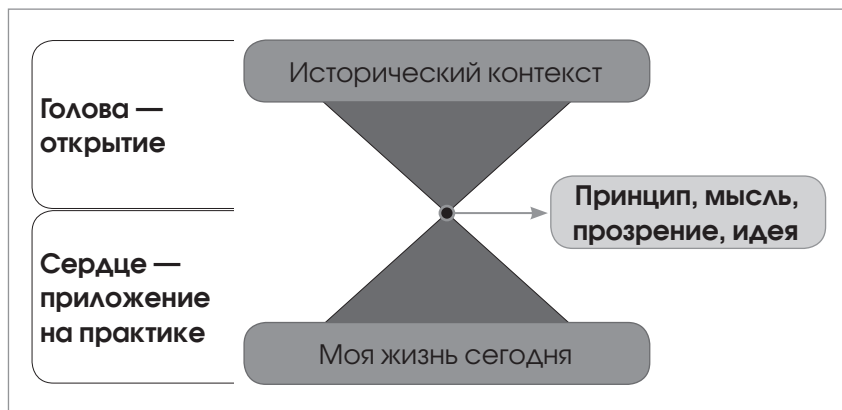 Исторический контекст
Голова —
открытие
Принцип, мысль,
прозрение, идея
Сердце —
приложение
на практике
Моя жизнь сегодня